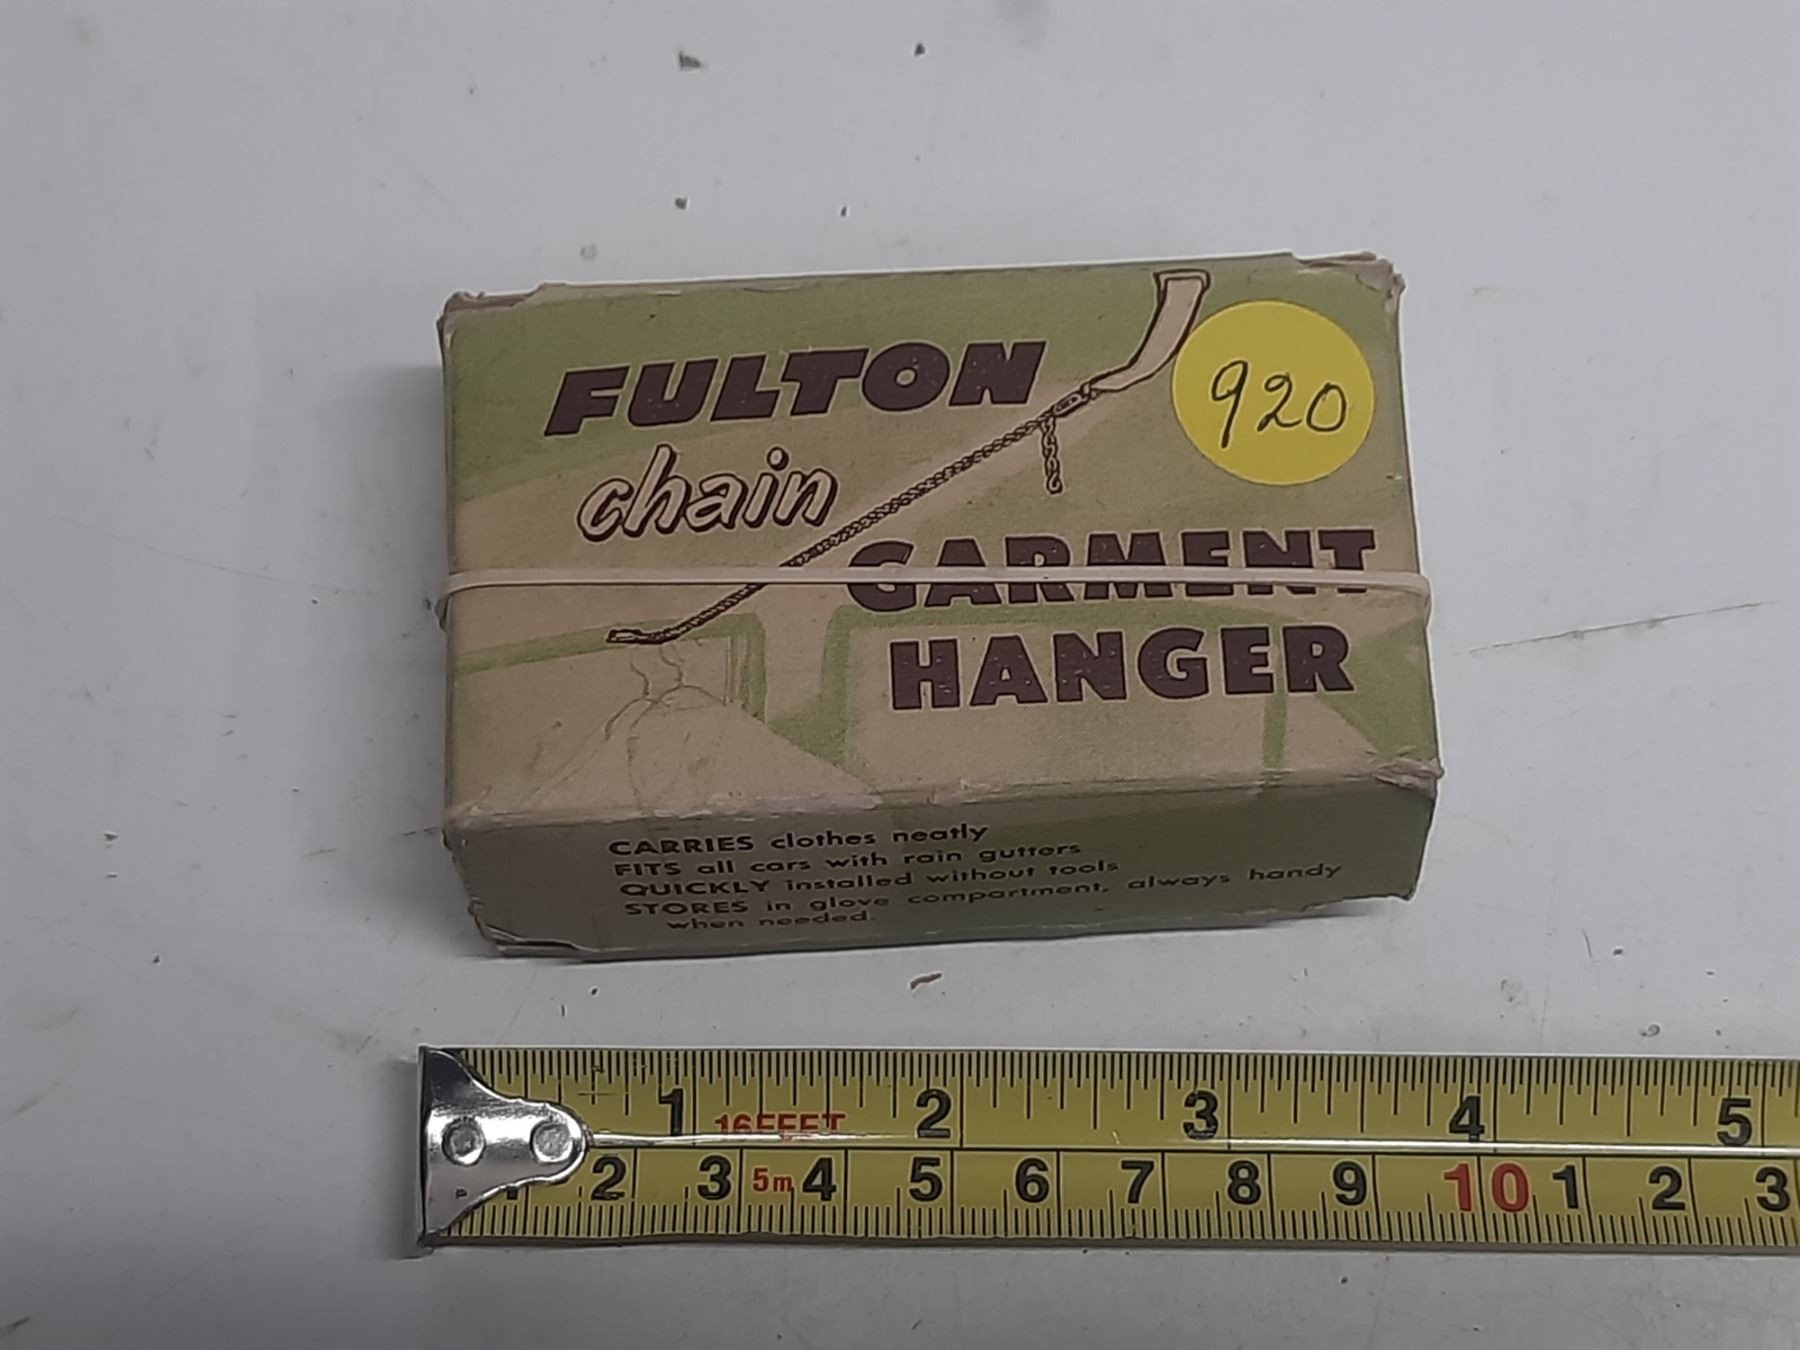 FULTON
920
chain
GARMENT
HANGER
CARRIES clothes neatly
FITS all cars with rain gutters
QUICKLY installed without tools
STORES in glove compartment, always handy
when needed.
1 16FEET 2 3 4 5
1 2 3 5m 4 5 6 7 8 9 10 1 2 3